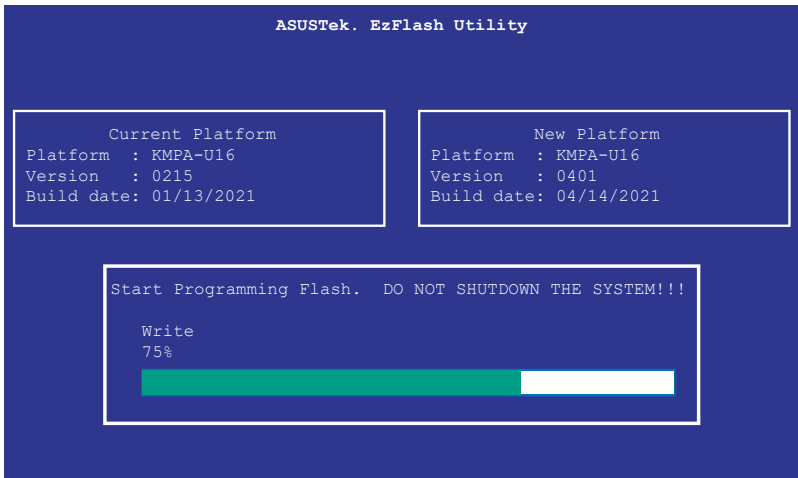 ASUSTek. EzFlash Utility
Current Platform
Platform : KMPA-U16
Version : 0215
Build date: 01/13/2021
New Platform
Platform : KMPA-U16
Version : 0401
Build date: 04/14/2021
Start Programming Flash. DO NOT SHUTDOWN THE SYSTEM!!!
Write
75%